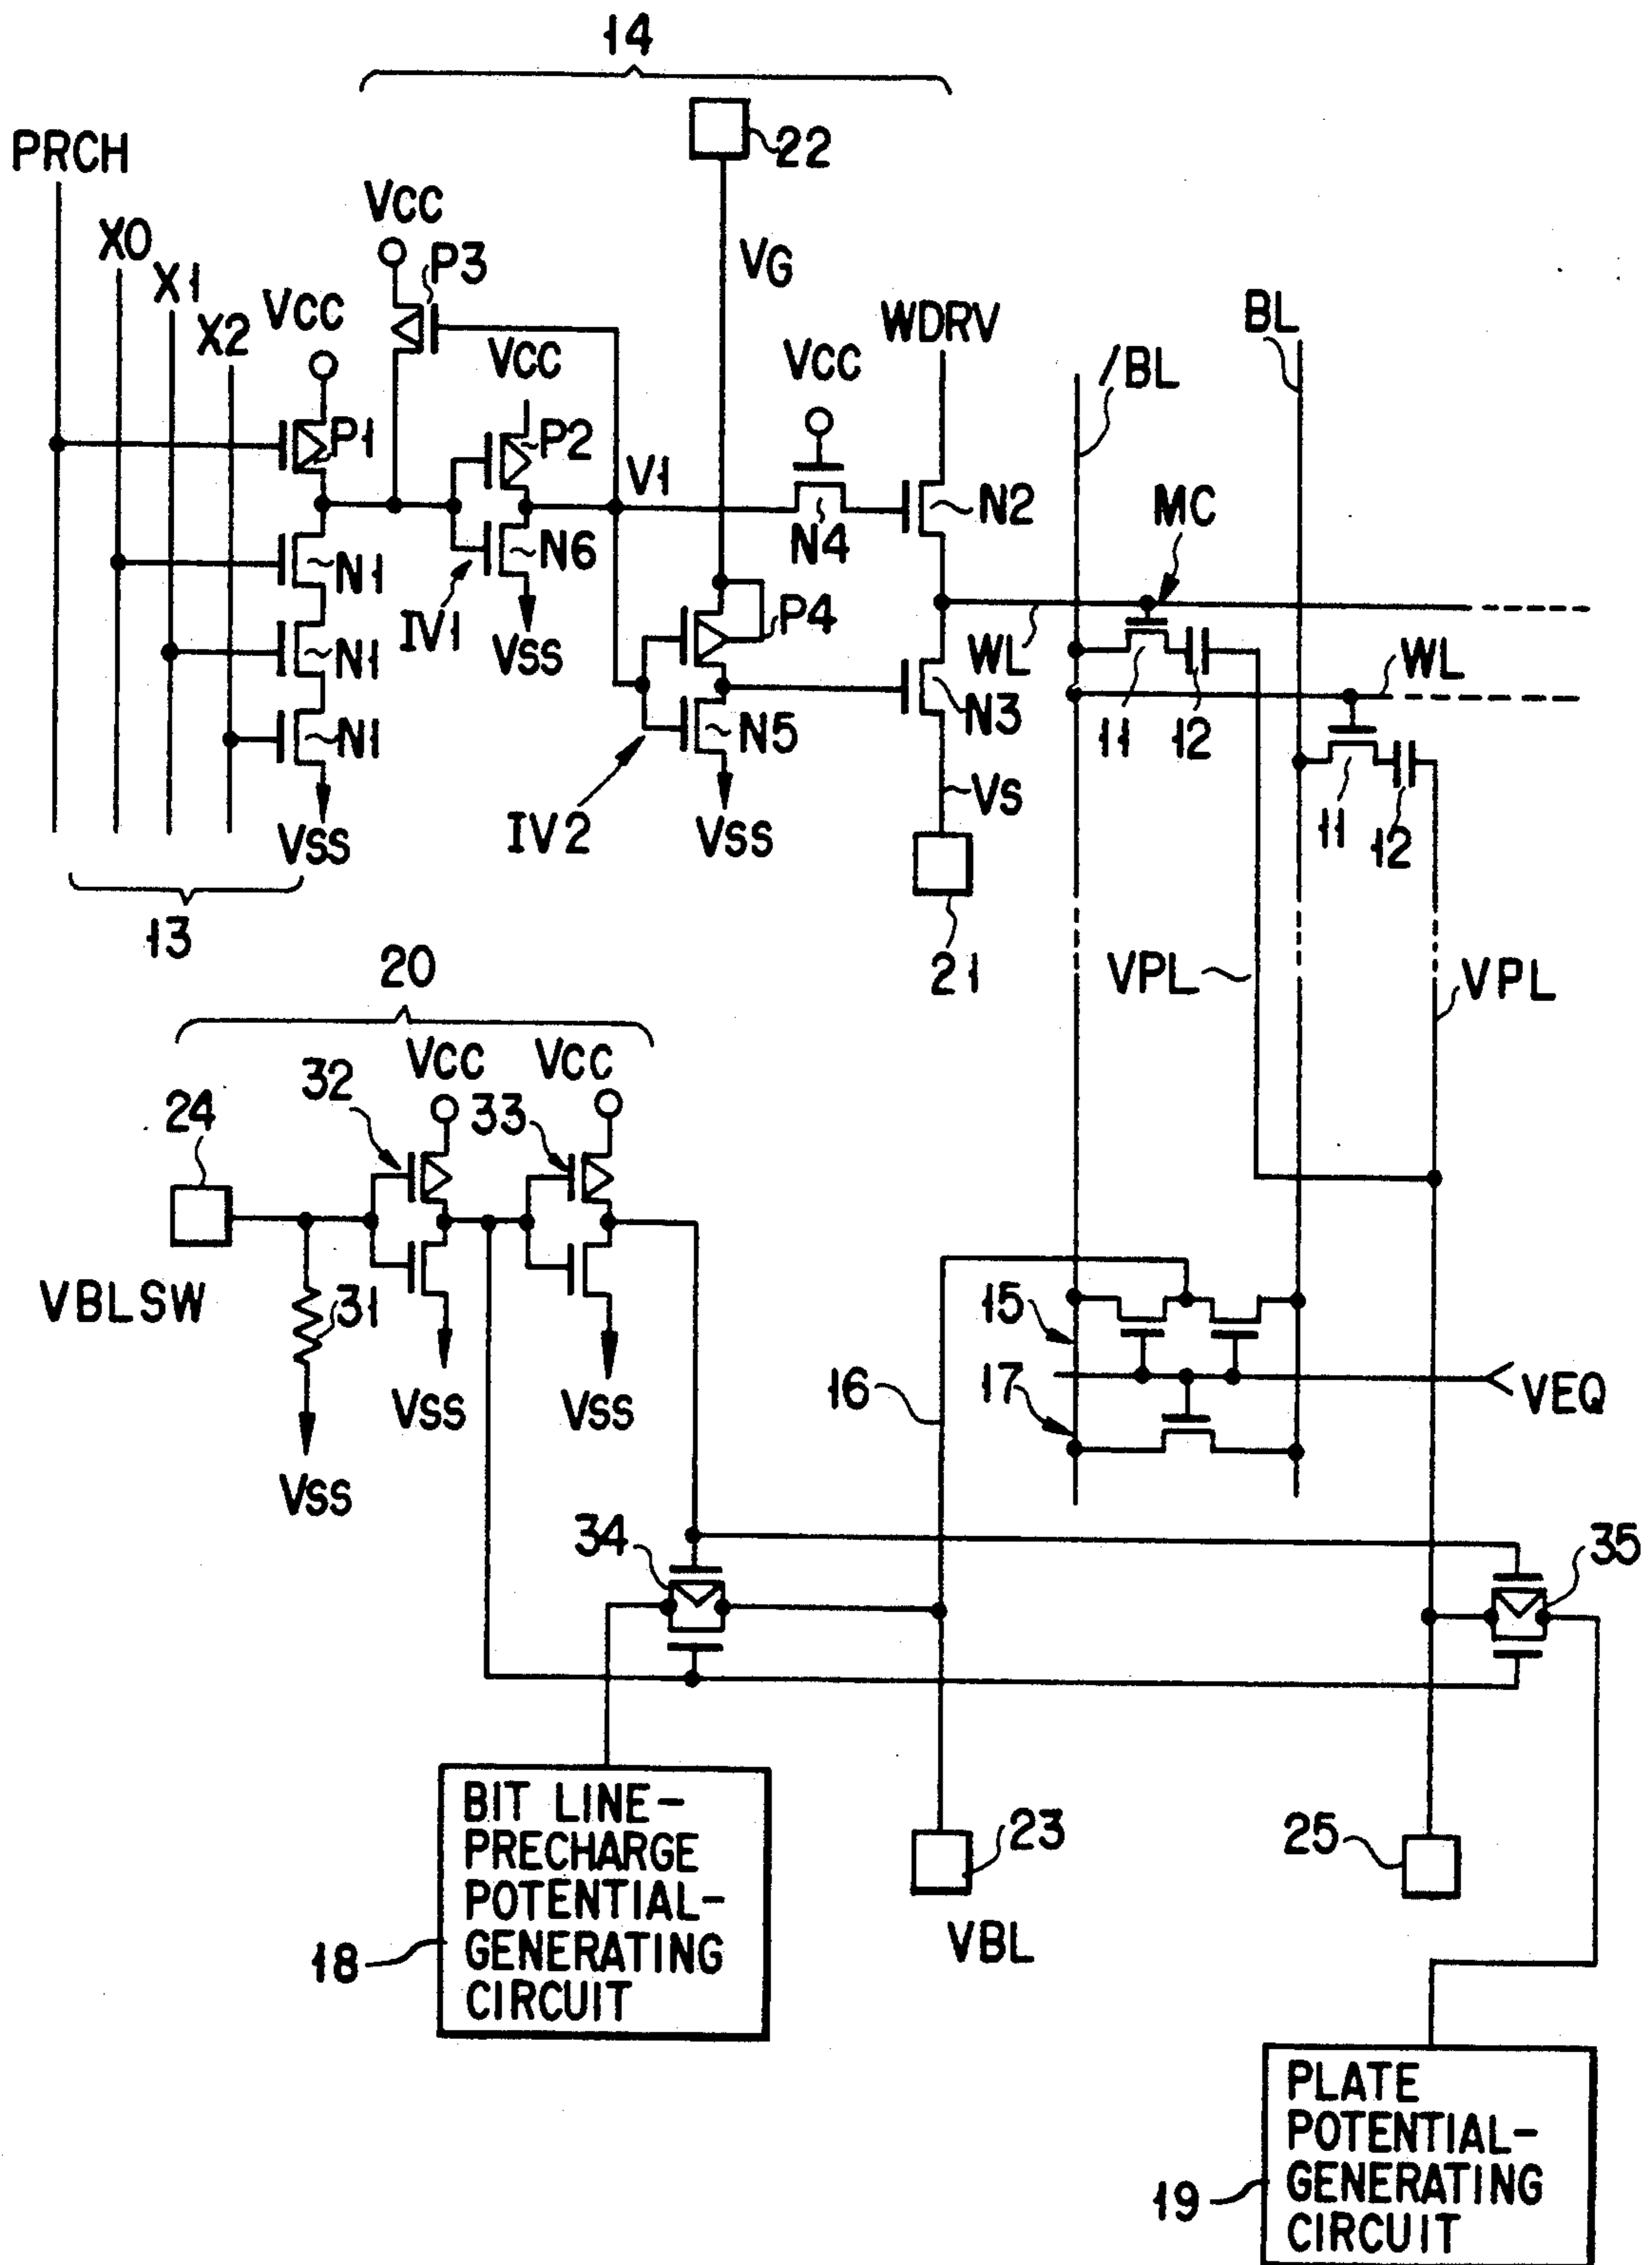 14
22
PRCH
VCC
X0
P3
VG
X1
VCC
X2
WDRV
BL
VCC
VCC
/BL
P1
P2
V1
N2
MC
N4
N1
N6
P4
IV1
VSS
WL
WL
N1
N3
11
12
N1
N5
11
12
VS
IV2
VSS
VSS
13
21
20
VPL
VPL
VCC
VCC
32
33
24
VBLSW
31
15
16
17
VEQ
VSS
VSS
VSS
34
35
BIT LINE-
PRECHARGE
POTENTIAL-
GENERATING
CIRCUIT
18
23
25
VBL
PLATE
POTENTIAL-
GENERATING
CIRCUIT
19